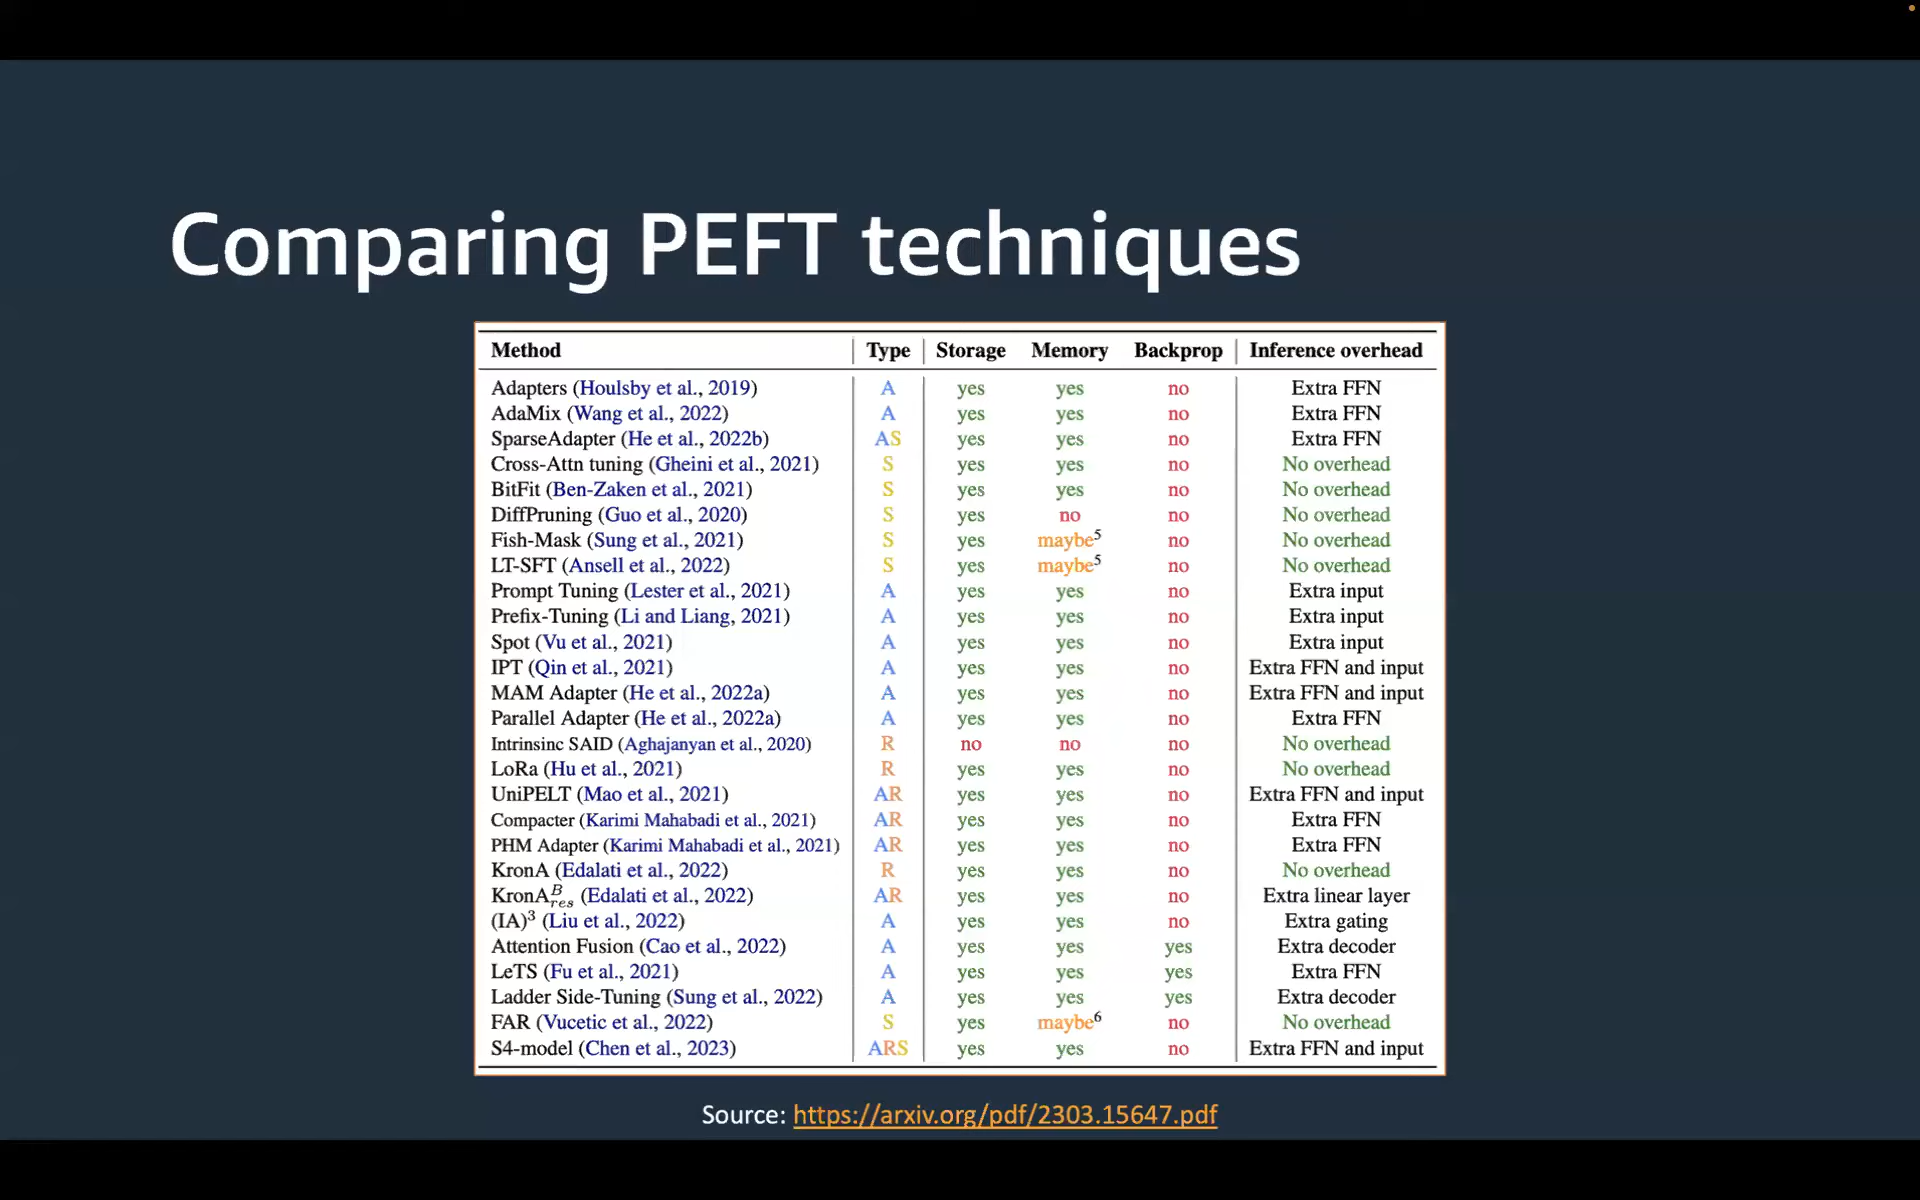 Comparing PEFT techniques
Method Type Storage Memory Backprop Inference overhead
Adapters (Houlsby et al., 2019) A yes yes no Extra FFN
AdaMix (Wang et al., 2022) A yes yes no Extra FFN
SparseAdapter (He et al., 2022b) AS yes yes no Extra FFN
Cross-Attn tuning (Gheini et al., 2021) S yes yes no No overhead
BitFit (Ben-Zaken et al., 2021) S yes yes no No overhead
DiffPruning (Guo et al., 2020) S yes no no No overhead
Fish-Mask (Sung et al., 2021) S yes maybe⁵ no No overhead
LT-SFT (Ansell et al., 2022) S yes maybe⁵ no No overhead
Prompt Tuning (Lester et al., 2021) A yes yes no Extra input
Prefix-Tuning (Li and Liang, 2021) A yes yes no Extra input
Spot (Vu et al., 2021) A yes yes no Extra input
IPT (Qin et al., 2021) A yes yes no Extra FFN and input
MAM Adapter (He et al., 2022a) A yes yes no Extra FFN and input
Parallel Adapter (He et al., 2022a) A yes yes no Extra FFN
Intrinsinc SAID (Aghajanyan et al., 2020) R no no no No overhead
LoRa (Hu et al., 2021) R yes yes no No overhead
UniPELT (Mao et al., 2021) AR yes yes no Extra FFN and input
Compacter (Karimi Mahabadi et al., 2021) AR yes yes no Extra FFN
PHM Adapter (Karimi Mahabadi et al., 2021) AR yes yes no Extra FFN
KronA (Edalati et al., 2022) R yes yes no No overhead
KronA^B_res (Edalati et al., 2022) AR yes yes no Extra linear layer
(IA)³ (Liu et al., 2022) A yes yes no Extra gating
Attention Fusion (Cao et al., 2022) A yes yes yes Extra decoder
LeTS (Fu et al., 2021) A yes yes yes Extra FFN
Ladder Side-Tuning (Sung et al., 2022) A yes yes yes Extra decoder
FAR (Vucetic et al., 2022) S yes maybe⁶ no No overhead
S4-model (Chen et al., 2023) ARS yes yes no Extra FFN and input
Source: https://arxiv.org/pdf/2303.15647.pdf